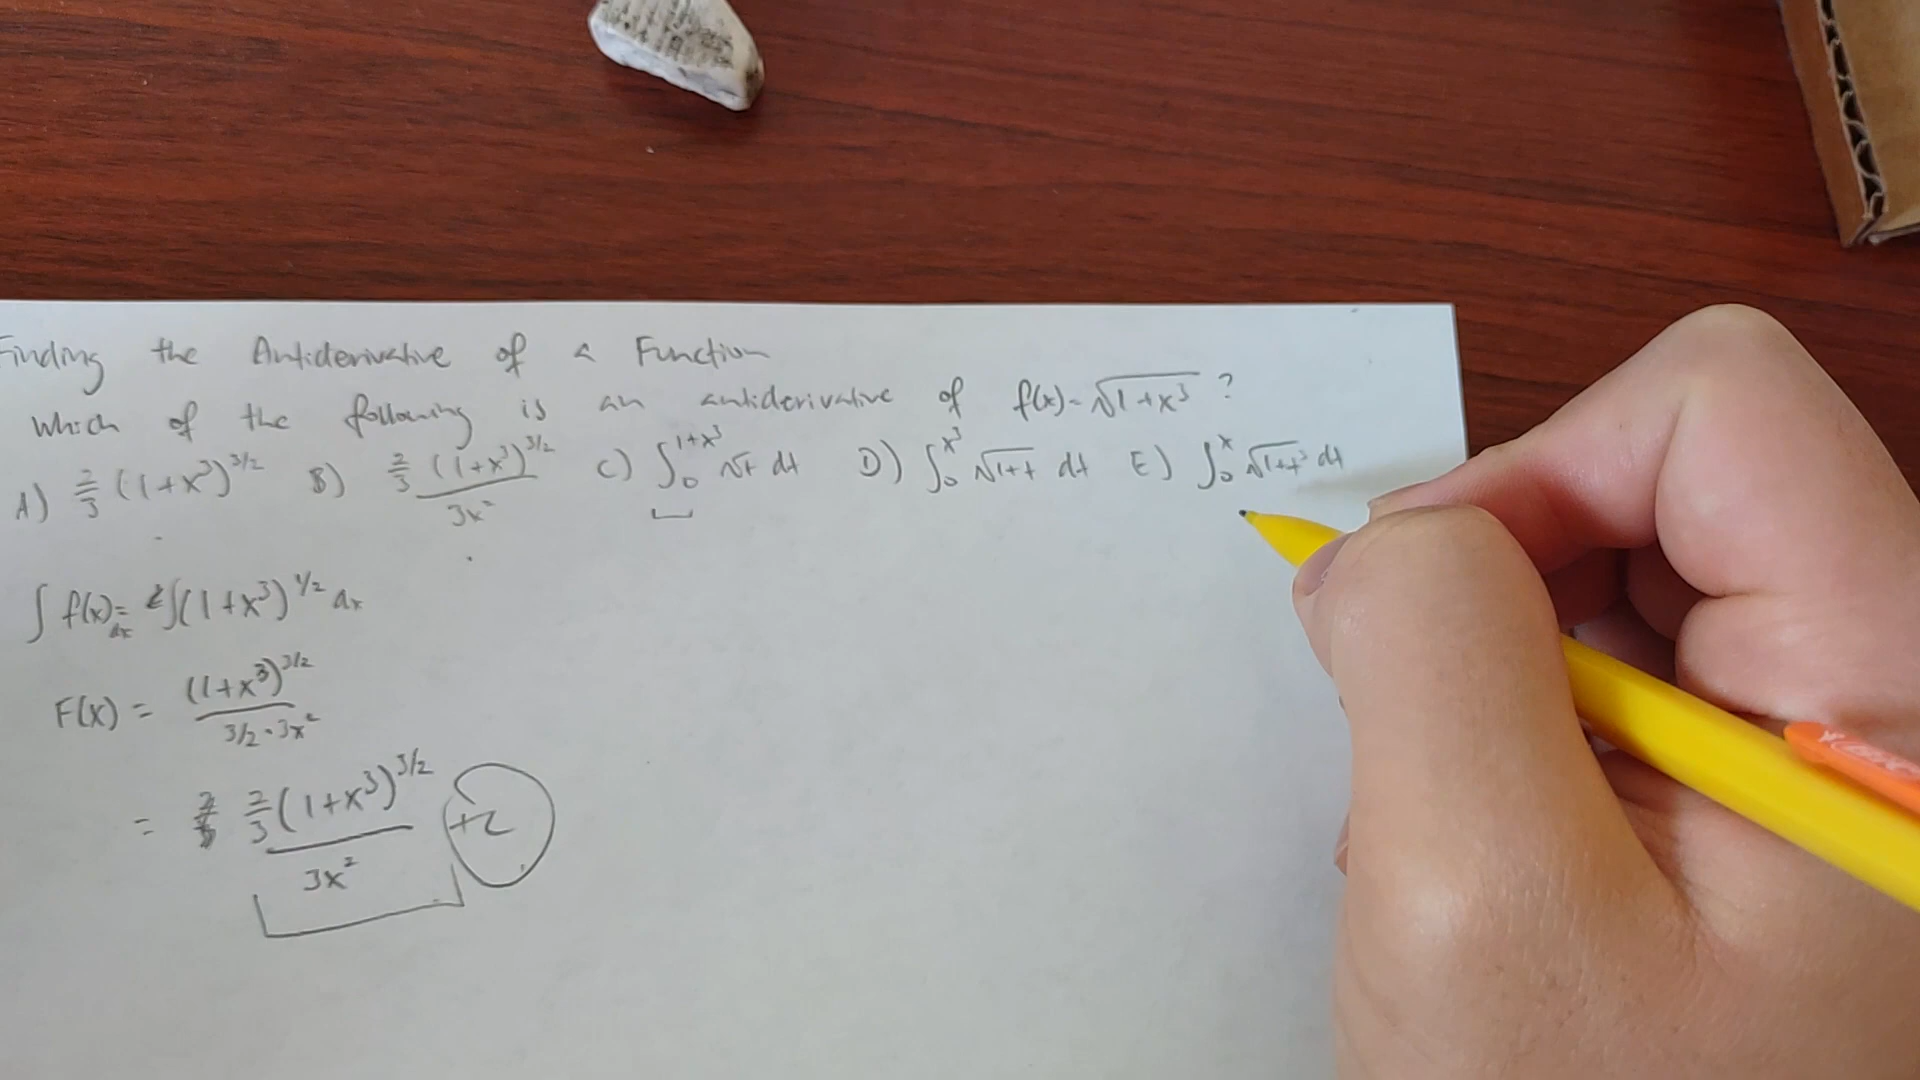 Finding the Antiderivative of a Function
Which of the following is an antiderivative of f(x)=√(1+x³) ?
A) 2/3 (1+x³)^3/2 B) 2/3 (1+x³)^3/2 / 3x² C) ∫₀^1+x³ √t dt D) ∫₀^x³ √(1+t) dt E) ∫₀^x √(1+t³) dt
∫ f(x) dx = ∫(1+x³)^1/2 dx
F(x) = (1+x³)^3/2 / 3/2 · 3x²
= 2/3 (1+x³)^3/2 / 3x² +C